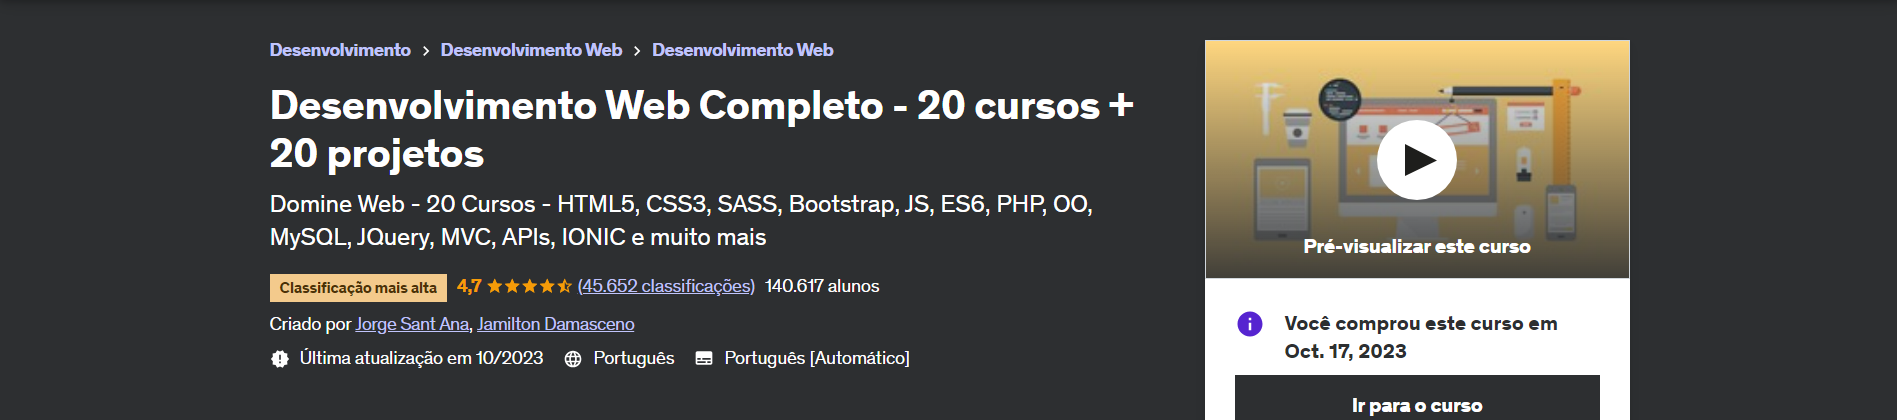 Desenvolvimento > Desenvolvimento Web > Desenvolvimento Web
Desenvolvimento Web Completo - 20 cursos +
20 projetos
Domine Web - 20 Cursos - HTML5, CSS3, SASS, Bootstrap, JS, ES6, PHP, OO,
MySQL, JQuery, MVC, APIs, IONIC e muito mais
Classificação mais alta 4,7 (45.652 classificações) 140.617 alunos
Criado por Jorge Sant Ana, Jamilton Damasceno
Última atualização em 10/2023 Português Português [Automático]
Pré-visualizar este curso
Você comprou este curso em
Oct. 17, 2023
Ir para o curso